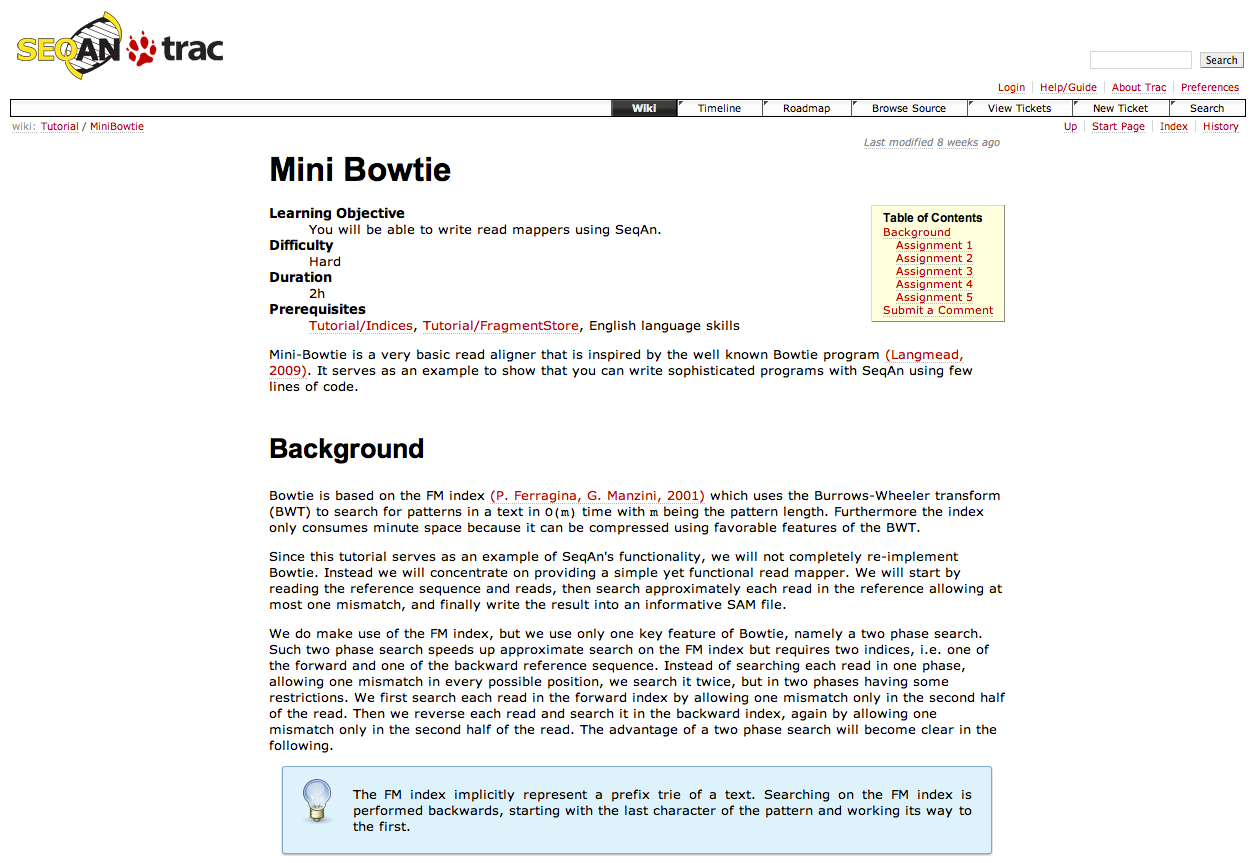 SEQAN trac
Search
Login Help/Guide About Trac Preferences
Wiki Timeline Roadmap Browse Source View Tickets New Ticket Search
wiki: Tutorial / MiniBowtie
Up Start Page Index History
Last modified 8 weeks ago
Mini Bowtie
Learning Objective
You will be able to write read mappers using SeqAn.
Difficulty
Hard
Duration
2h
Prerequisites
Tutorial/Indices, Tutorial/FragmentStore, English language skills
Table of Contents
Background
Assignment 1
Assignment 2
Assignment 3
Assignment 4
Assignment 5
Submit a Comment
Mini-Bowtie is a very basic read aligner that is inspired by the well known Bowtie program (Langmead,
2009). It serves as an example to show that you can write sophisticated programs with SeqAn using few
lines of code.
Background
Bowtie is based on the FM index (P. Ferragina, G. Manzini, 2001) which uses the Burrows-Wheeler transform
(BWT) to search for patterns in a text in O(m) time with m being the pattern length. Furthermore the index
only consumes minute space because it can be compressed using favorable features of the BWT.
Since this tutorial serves as an example of SeqAn's functionality, we will not completely re-implement
Bowtie. Instead we will concentrate on providing a simple yet functional read mapper. We will start by
reading the reference sequence and reads, then search approximately each read in the reference allowing at
most one mismatch, and finally write the result into an informative SAM file.
We do make use of the FM index, but we use only one key feature of Bowtie, namely a two phase search.
Such two phase search speeds up approximate search on the FM index but requires two indices, i.e. one of
the forward and one of the backward reference sequence. Instead of searching each read in one phase,
allowing one mismatch in every possible position, we search it twice, but in two phases having some
restrictions. We first search each read in the forward index by allowing one mismatch only in the second half
of the read. Then we reverse each read and search it in the backward index, again by allowing one
mismatch only in the second half of the read. The advantage of a two phase search will become clear in the
following.
The FM index implicitly represent a prefix trie of a text. Searching on the FM index is
performed backwards, starting with the last character of the pattern and working its way to
the first.